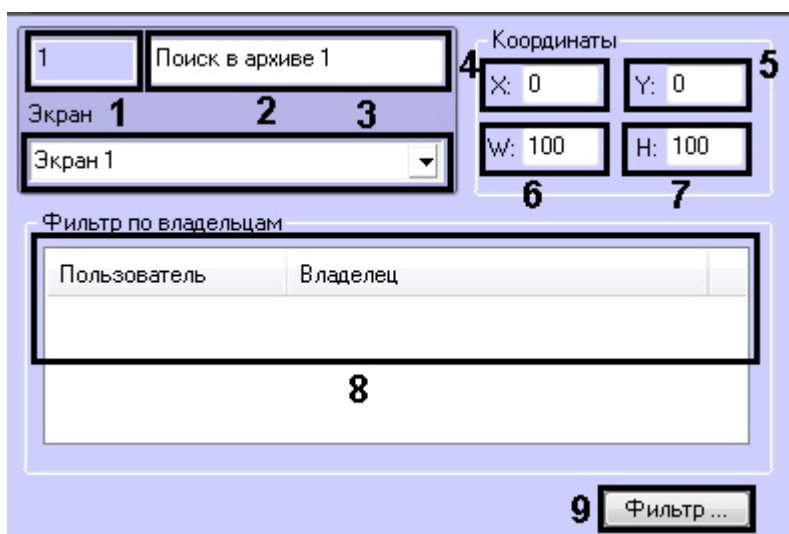 1 Поиск в архиве 1
Экран 1 2 3
Экран 1
Координаты
4 X: 0 Y: 0 5
W: 100 H: 100
6 7
Фильтр по владельцам
Пользователь Владелец
8
9 Фильтр ...